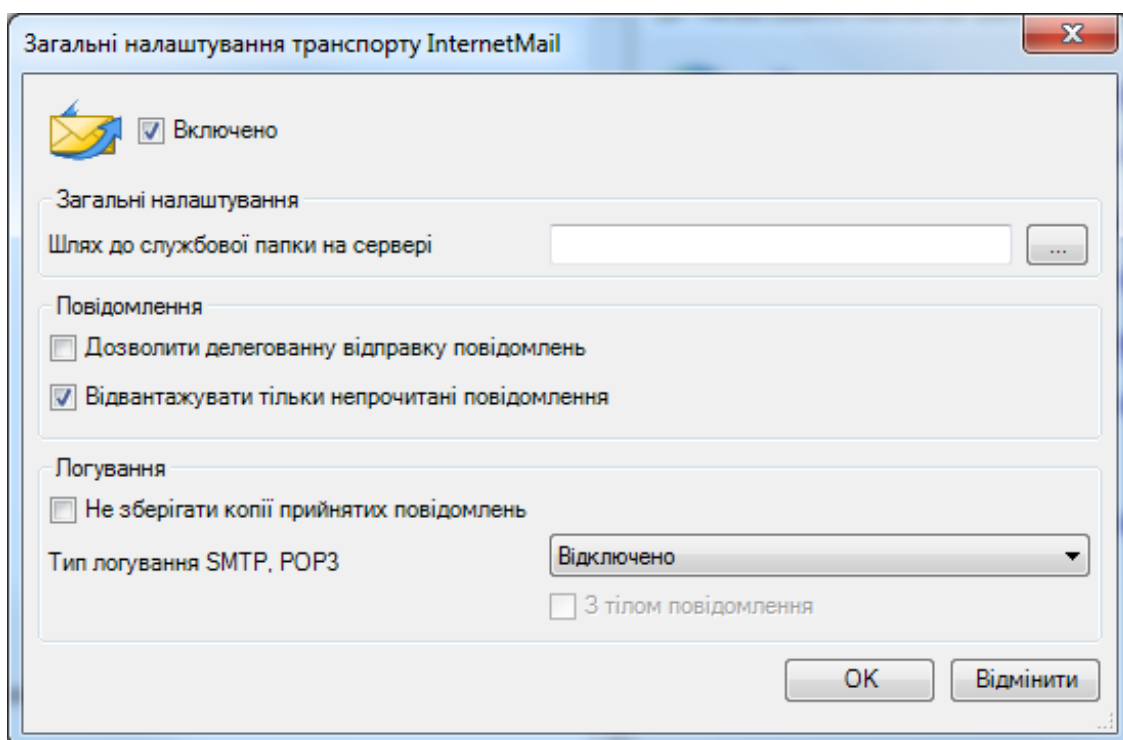 Загальні налаштування транспорту InternetMail
Включено
Загальні налаштування
Шлях до службової папки на сервері
...
Повідомлення
Дозволити делегованну відправку повідомлень
Відвантажувати тільки непрочитані повідомлення
Логування
Не зберігати копії прийнятих повідомлень
Тип логування SMTP, POP3
Відключено
З тілом повідомлення
OK
Відмінити